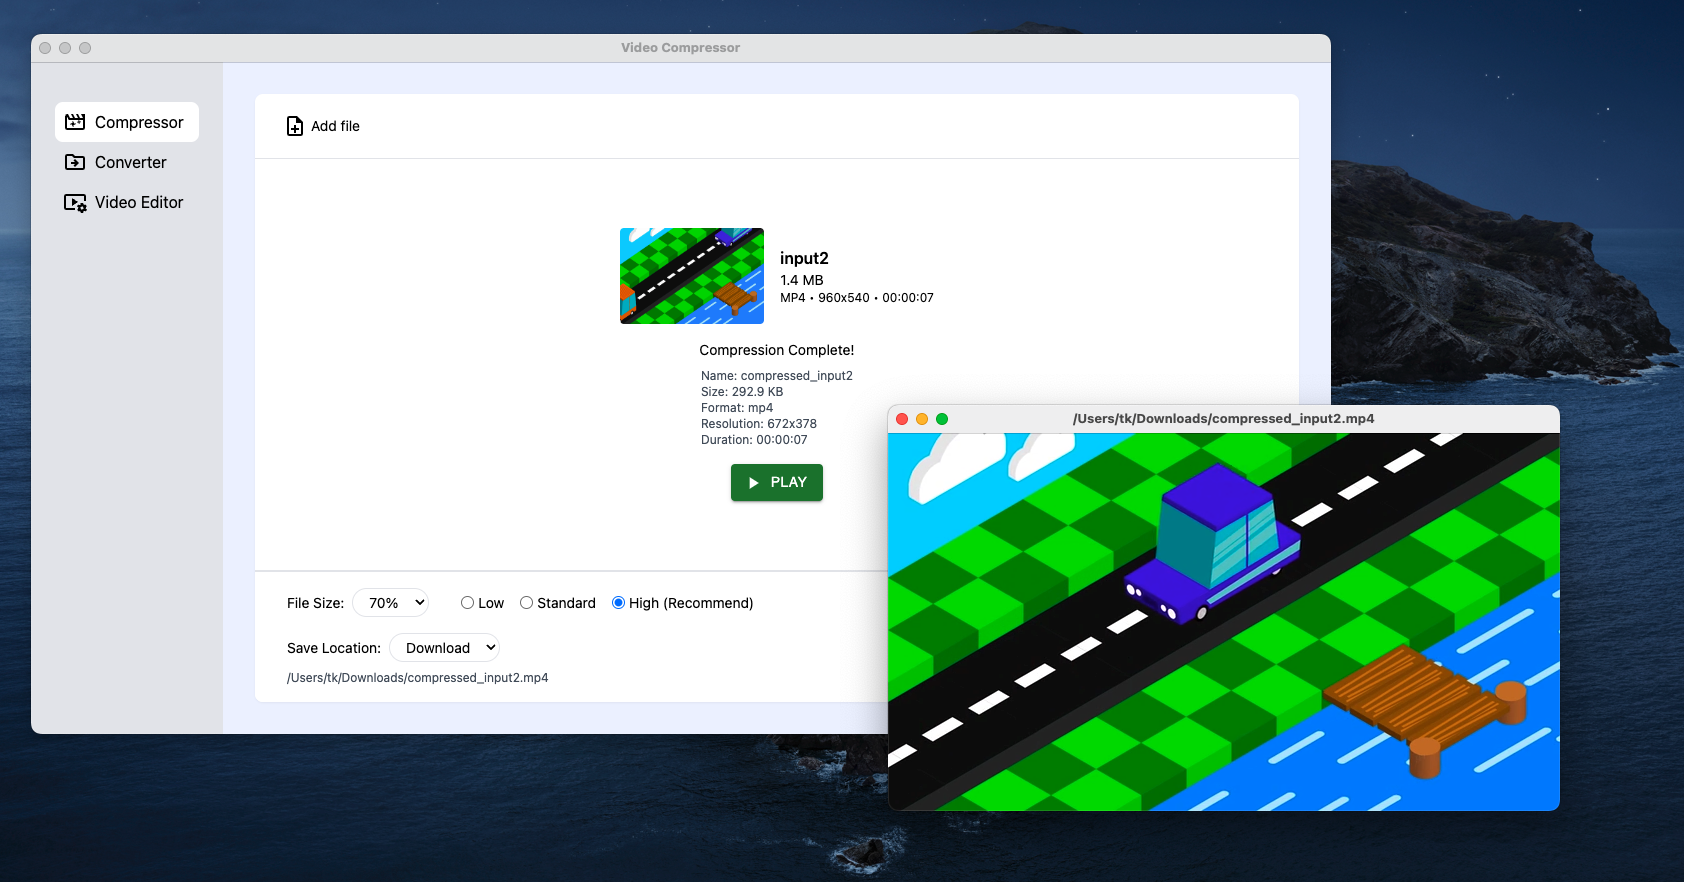 Video Compressor
Compressor
Converter
Video Editor
Add file
input2
1.4 MB
MP4 • 960x540 • 00:00:07
Compression Complete!
Name: compressed_input2
Size: 292.9 KB
Format: mp4
Resolution: 672x378
Duration: 00:00:07
PLAY
File Size: 70% Low Standard High (Recommend)
Save Location: Download
/Users/tk/Downloads/compressed_input2.mp4
/Users/tk/Downloads/compressed_input2.mp4